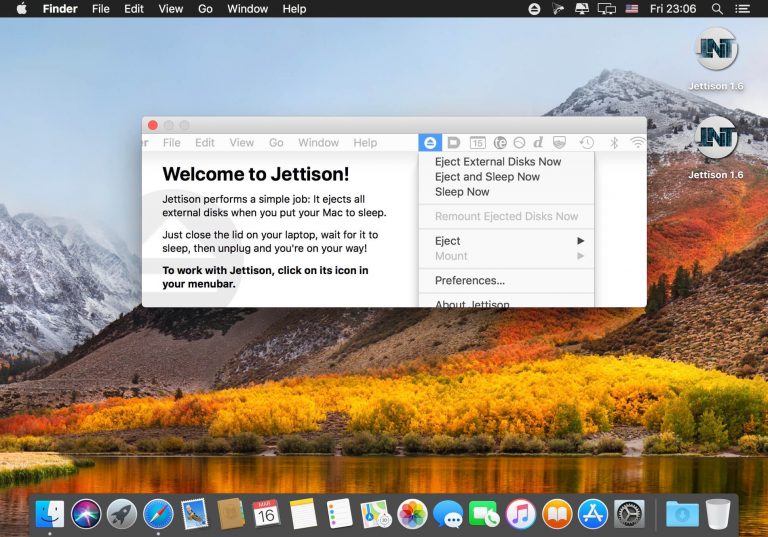 Finder File Edit View Go Window Help Fri 23:06
JNT
Jettison 1.6
JNT
Jettison 1.6
er File Edit View Go Window Help 15
Welcome to Jettison!
Jettison performs a simple job: It ejects all
external disks when you put your Mac to sleep.
Just close the lid on your laptop, wait for it to
sleep, then unplug and you're on your way!
To work with Jettison, click on its icon in
your menubar.
Eject External Disks Now
Eject and Sleep Now
Sleep Now
Remount Ejected Disks Now
Eject
Mount
Preferences...
About Jettison
MAR
16